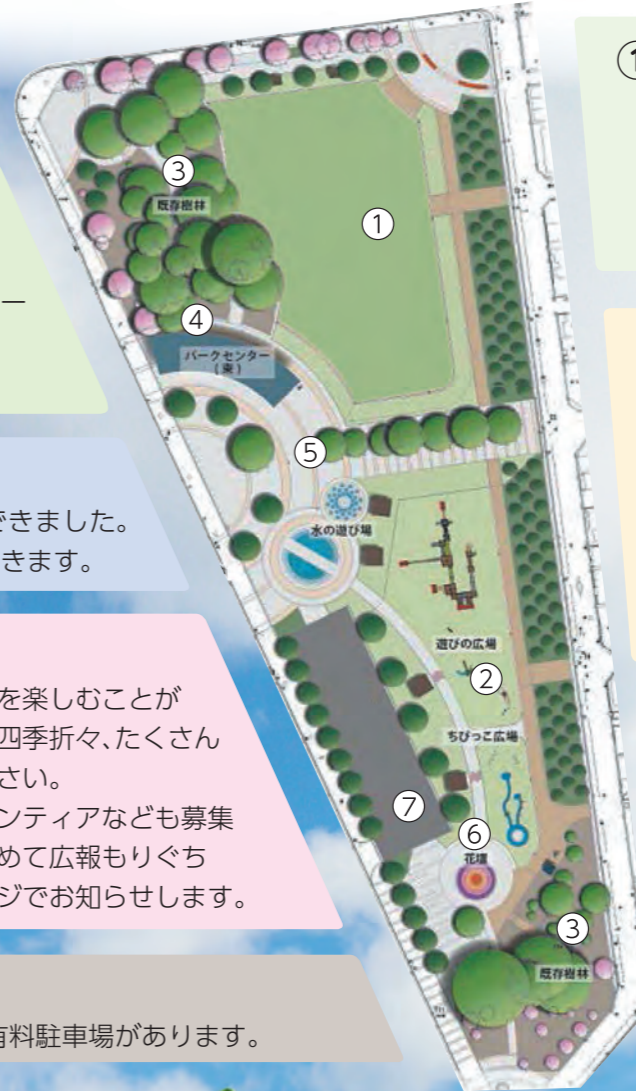 ①
③
既存樹林
①
ー
④
パークセンター
(東)
⑤
水の遊び場
できました。
きます。
遊びの広場
②
ちびっこ広場
を楽しむことが
四季折々、たくさん
さい。
ンティアなども募集
めて広報もりぐち
ジでお知らせします。
⑦
⑥
花壇
③
既存樹林
有料駐車場があります。